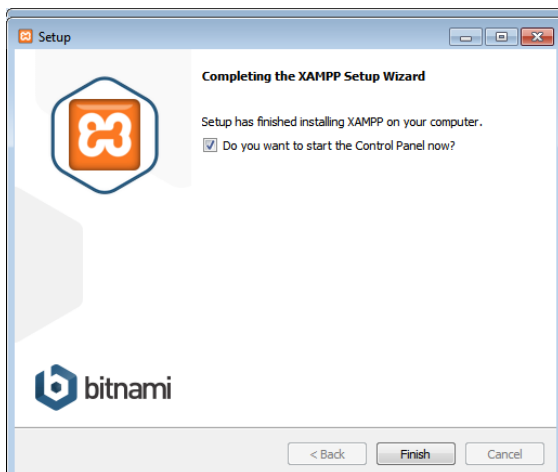 Setup
Completing the XAMPP Setup Wizard
Setup has finished installing XAMPP on your computer.
Do you want to start the Control Panel now?
bitnami
< Back
Finish
Cancel